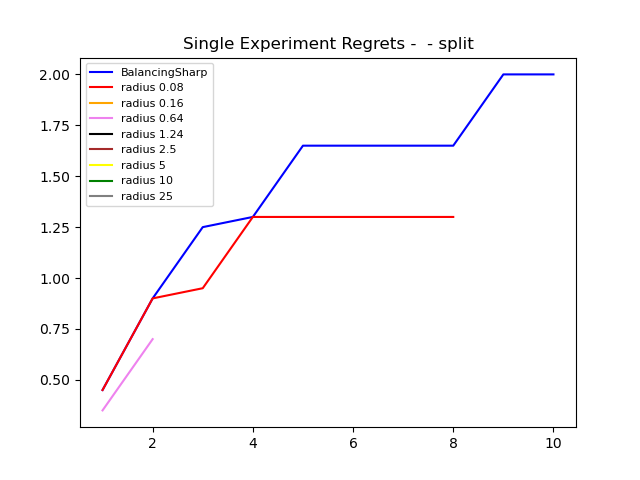 Single Experiment Regrets -  - split
2.00
1.75
1.50
1.25
1.00
0.75
0.50
BalancingSharp
radius 0.08
radius 0.16
radius 0.64
radius 1.24
radius 2.5
radius 5
radius 10
radius 25
2 4 6 8 10